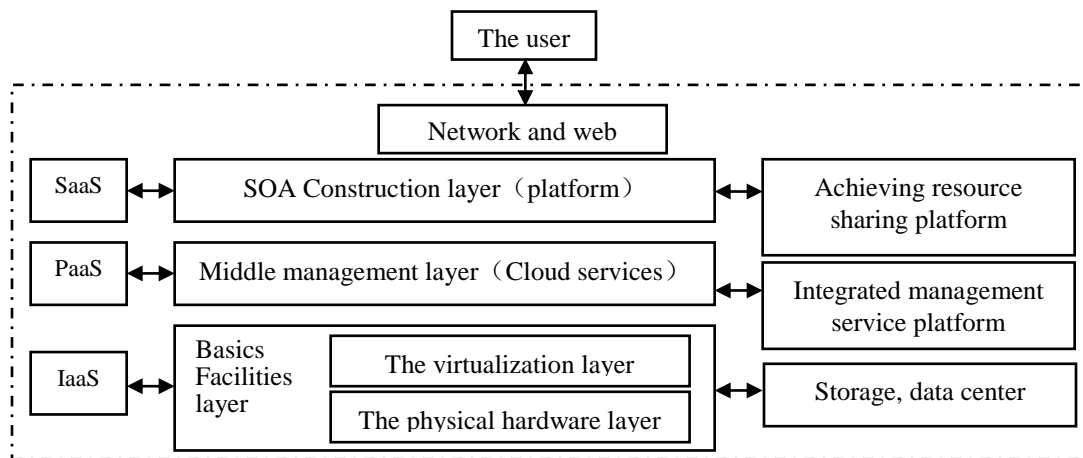 The user
Network and web
SaaS
SOA Construction layer（platform）
Achieving resource
sharing platform
PaaS
Middle management layer（Cloud services）
Integrated management
service platform
IaaS
Basics
Facilities
layer
The virtualization layer
The physical hardware layer
Storage, data center